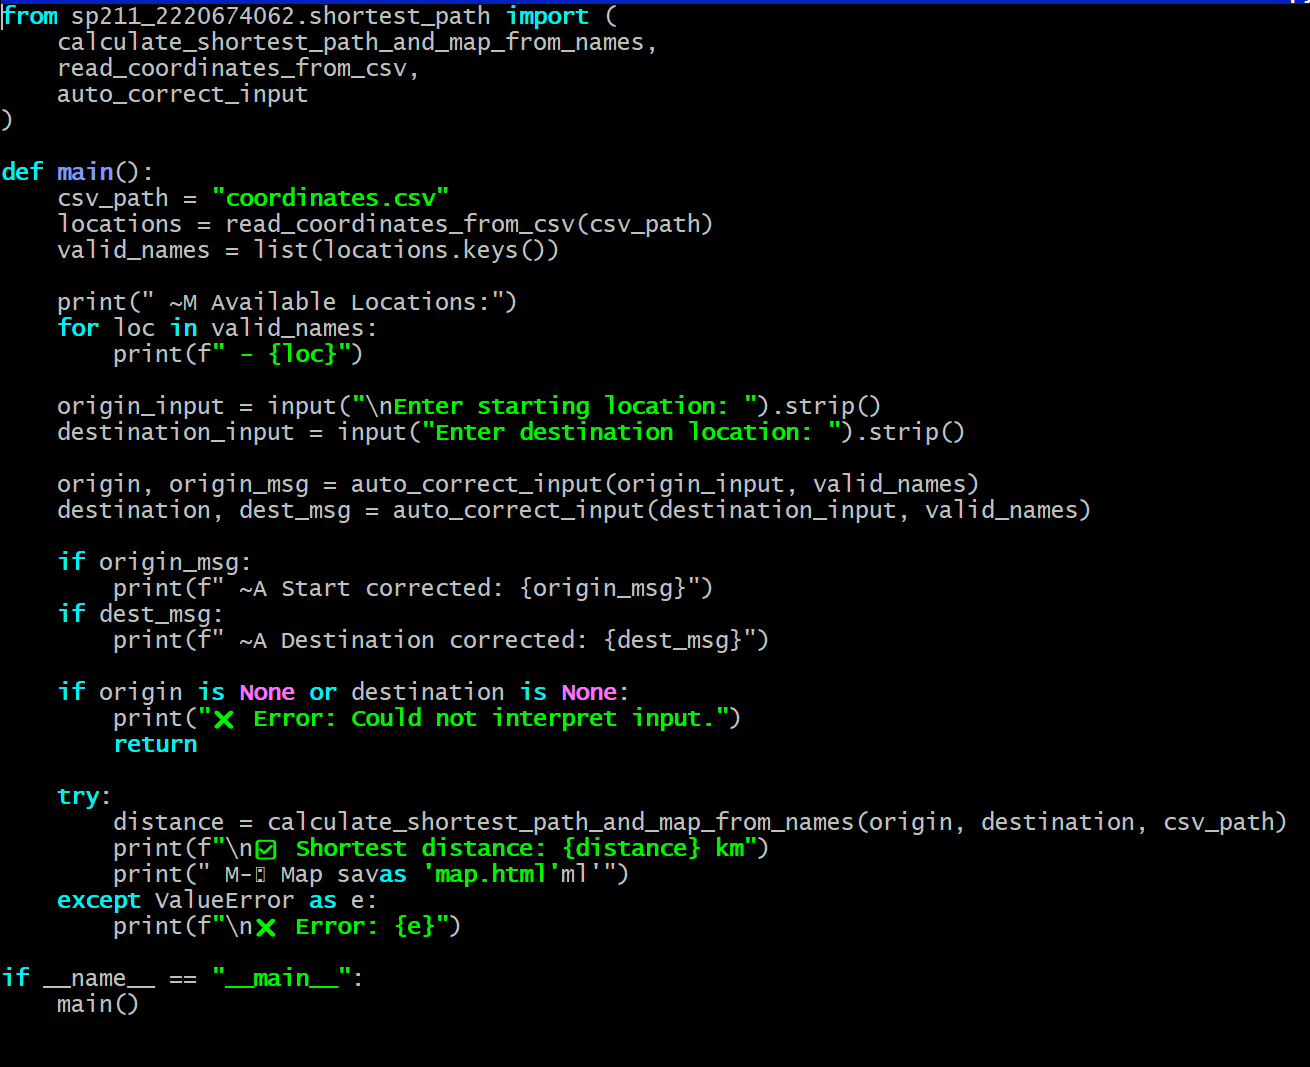 from sp211_2220674062.shortest_path import (
    calculate_shortest_path_and_map_from_names,
    read_coordinates_from_csv,
    auto_correct_input
)

def main():
    csv_path = "coordinates.csv"
    locations = read_coordinates_from_csv(csv_path)
    valid_names = list(locations.keys())

    print(" ~M Available Locations:")
    for loc in valid_names:
        print(f" - {loc}")

    origin_input = input("\nEnter starting location: ").strip()
    destination_input = input("Enter destination location: ").strip()

    origin, origin_msg = auto_correct_input(origin_input, valid_names)
    destination, dest_msg = auto_correct_input(destination_input, valid_names)

    if origin_msg:
        print(f" ~A Start corrected: {origin_msg}")
    if dest_msg:
        print(f" ~A Destination corrected: {dest_msg}")

    if origin is None or destination is None:
        print("❌ Error: Could not interpret input.")
        return

    try:
        distance = calculate_shortest_path_and_map_from_names(origin, destination, csv_path)
        print(f"\n✅ Shortest distance: {distance} km")
        print(" M- Map savas 'map.html'ml'")
    except ValueError as e:
        print(f"\n❌ Error: {e}")

if __name__ == "__main__":
    main()